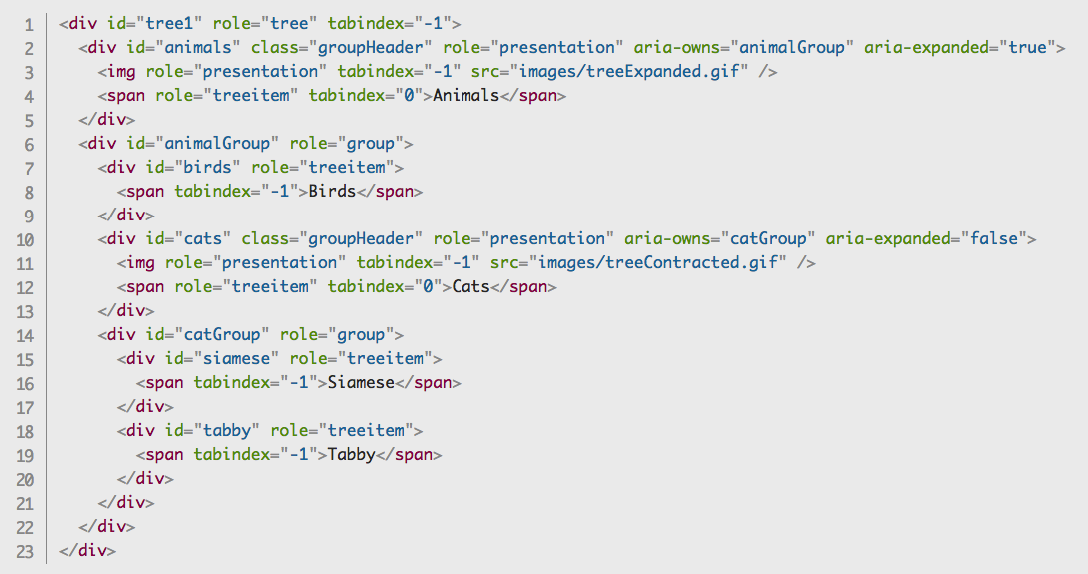 1 <div id="tree1" role="tree" tabindex="-1">
2   <div id="animals" class="groupHeader" role="presentation" aria-owns="animalGroup" aria-expanded="true">
3     <img role="presentation" tabindex="-1" src="images/treeExpanded.gif" />
4     <span role="treeitem" tabindex="0">Animals</span>
5   </div>
6   <div id="animalGroup" role="group">
7     <div id="birds" role="treeitem">
8       <span tabindex="-1">Birds</span>
9     </div>
10     <div id="cats" class="groupHeader" role="presentation" aria-owns="catGroup" aria-expanded="false">
11       <img role="presentation" tabindex="-1" src="images/treeContracted.gif" />
12       <span role="treeitem" tabindex="0">Cats</span>
13     </div>
14     <div id="catGroup" role="group">
15       <div id="siamese" role="treeitem">
16         <span tabindex="-1">Siamese</span>
17       </div>
18       <div id="tabby" role="treeitem">
19         <span tabindex="-1">Tabby</span>
20       </div>
21     </div>
22   </div>
23 </div>